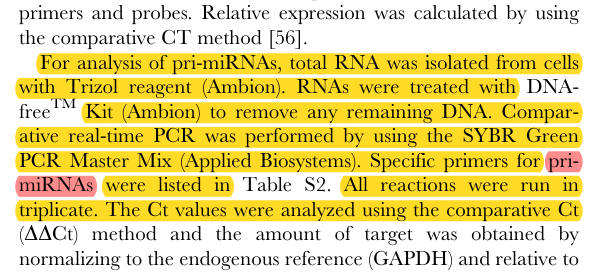 primers and probes. Relative expression was calculated by using
the comparative CT method [56].
For analysis of pri-miRNAs, total RNA was isolated from cells
with Trizol reagent (Ambion). RNAs were treated with DNA-
free™ Kit (Ambion) to remove any remaining DNA. Compar-
ative real-time PCR was performed by using the SYBR Green
PCR Master Mix (Applied Biosystems). Specific primers for pri-
miRNAs were listed in Table S2. All reactions were run in
triplicate. The Ct values were analyzed using the comparative Ct
(ΔΔCt) method and the amount of target was obtained by
normalizing to the endogenous reference (GAPDH) and relative to